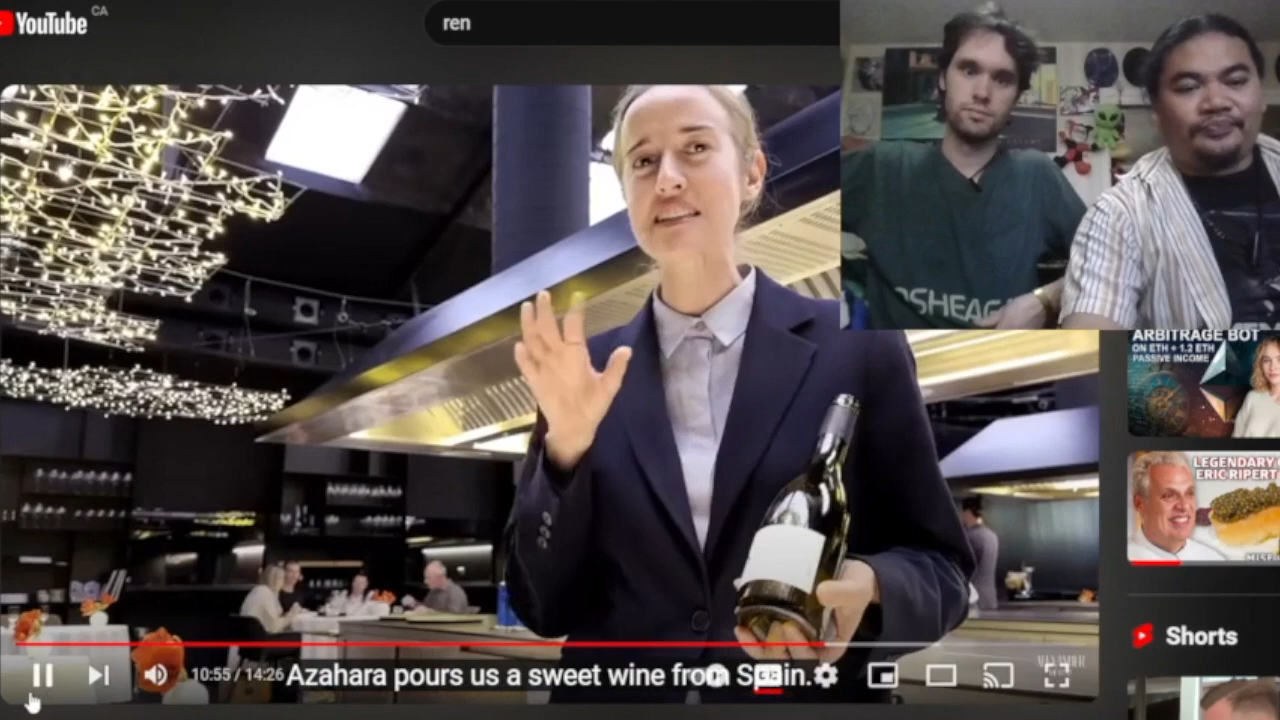 YouTube CA
ren
OSHEAG
ARBITRAGE BOT
ON ETH + 1.2 ETH
PASSIVE INCOME
LEGENDARY
ERIC RIPERT
Shorts
10:55 / 14:26
Azahara pours us a sweet wine from Spain.